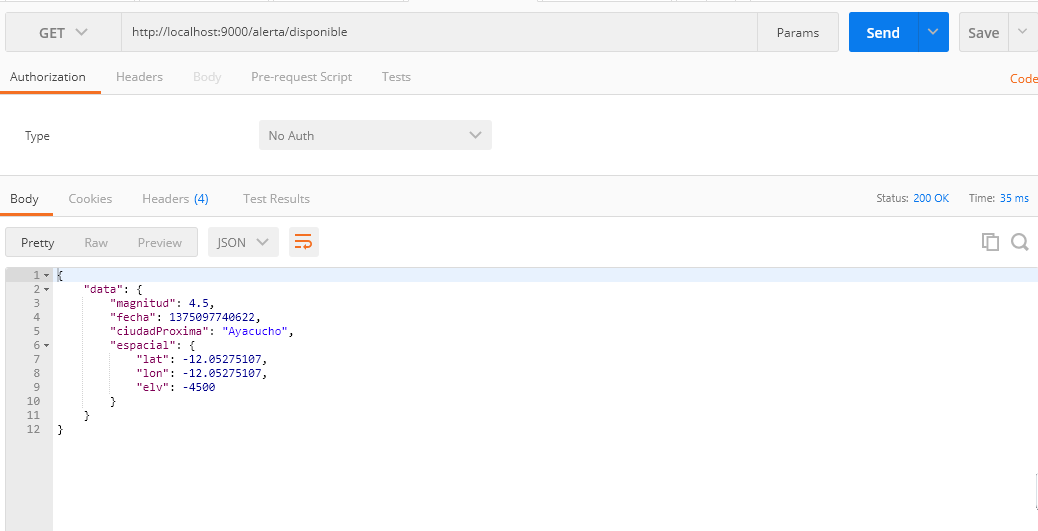 GET http://localhost:9000/alerta/disponible Params Send Save
Authorization Headers Body Pre-request Script Tests Code
Type No Auth
Body Cookies Headers (4) Test Results Status: 200 OK Time: 35 ms
Pretty Raw Preview JSON
1 {
2 "data": {
3 "magnitud": 4.5,
4 "fecha": 1375097740622,
5 "ciudadProxima": "Ayacucho",
6 "espacial": {
7 "lat": -12.05275107,
8 "lon": -12.05275107,
9 "elv": -4500
10 }
11 }
12 }